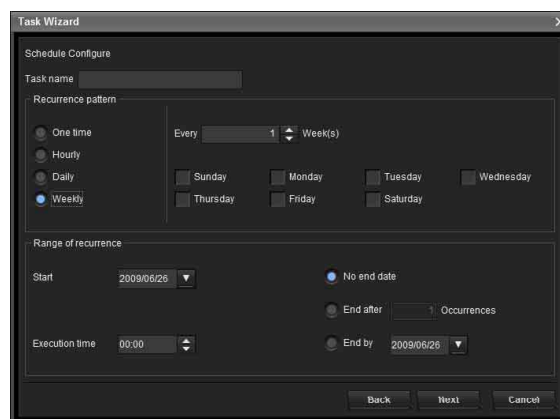 Task Wizard
Schedule Configure
Task name
Recurrence pattern
One time
Hourly
Daily
Weekly
Every 1 Week(s)
Sunday Monday Tuesday Wednesday
Thursday Friday Saturday
Range of recurrence
Start 2009/06/26
No end date
End after 1 Occurrences
Execution time 00:00
End by 2009/06/26
Back Next Cancel